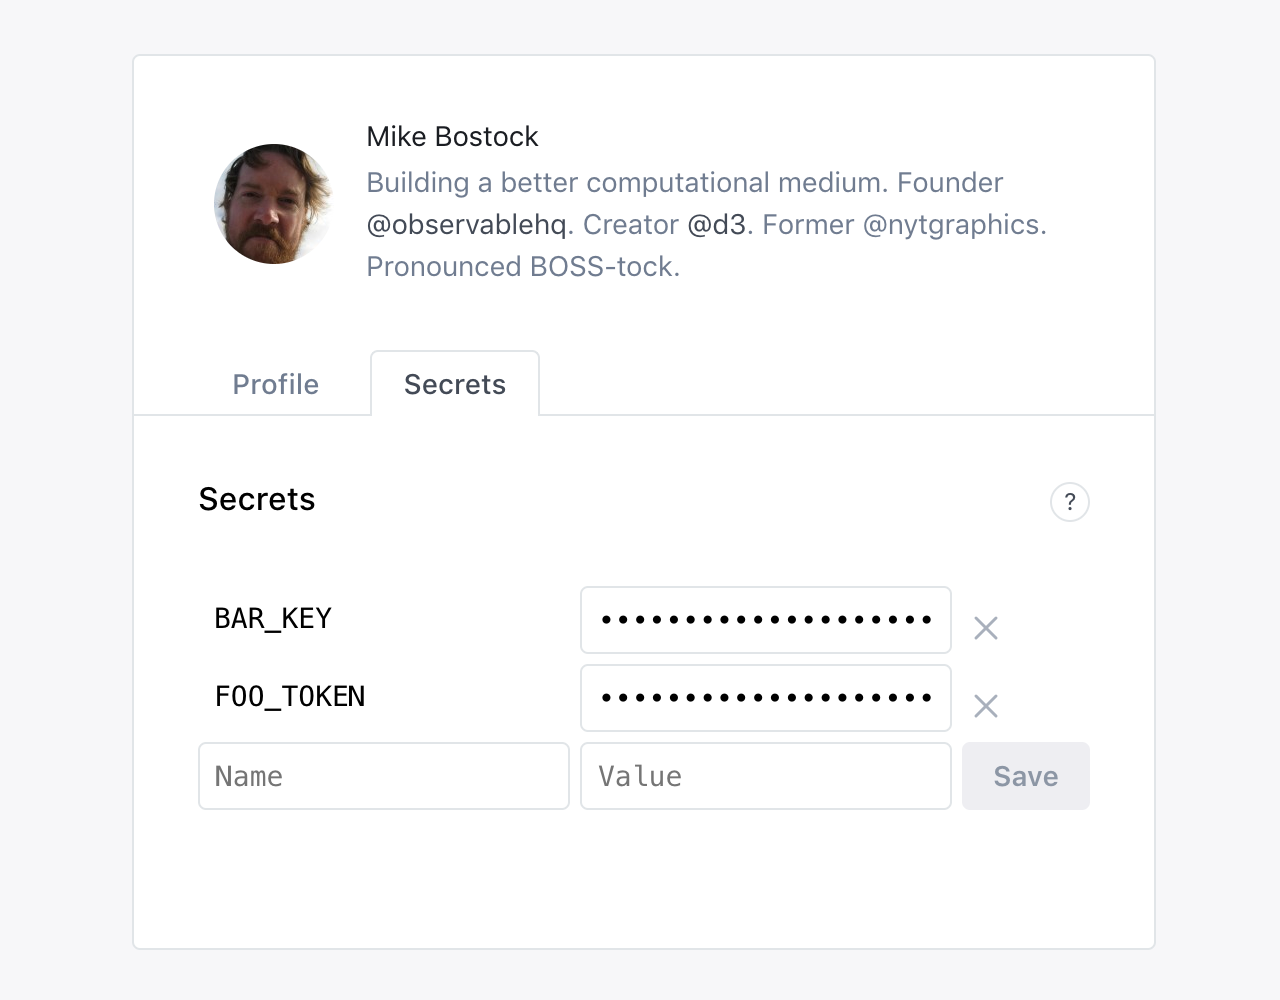 Mike Bostock
Building a better computational medium. Founder
@observablehq. Creator @d3. Former @nytgraphics.
Pronounced BOSS-tock.
Profile
Secrets
Secrets
?
BAR_KEY ••••••••••••••••••••
FOO_TOKEN ••••••••••••••••••••
Name Value Save